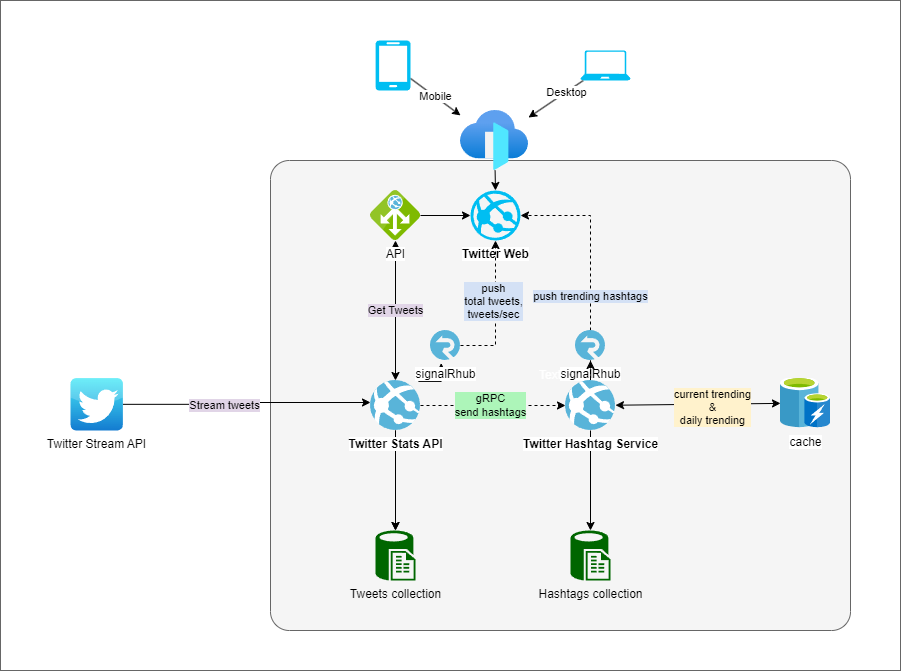 Mobile
Desktop
API
Twitter Web
push
total tweets,
tweets/sec
push trending hashtags
Get Tweets
signalRhub
signalRhub
Stream tweets
gRPC
send hashtags
current trending
&
daily trending
Twitter Stream API
Twitter Stats API
Twitter Hashtag Service
cache
Tweets collection
Hashtags collection